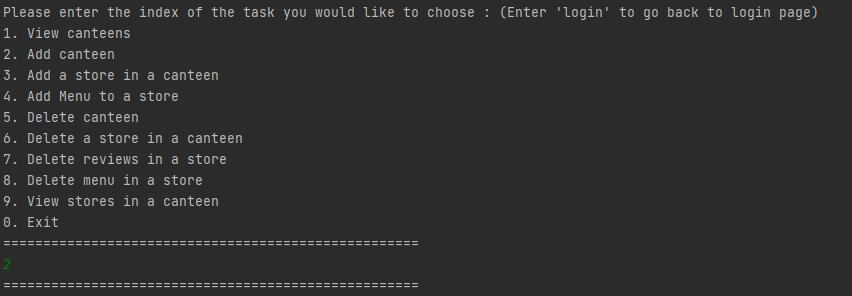 Please enter the index of the task you would like to choose : (Enter 'login' to go back to login page)
1. View canteens
2. Add canteen
3. Add a store in a canteen
4. Add Menu to a store
5. Delete canteen
6. Delete a store in a canteen
7. Delete reviews in a store
8. Delete menu in a store
9. View stores in a canteen
0. Exit
====================================================
2
====================================================